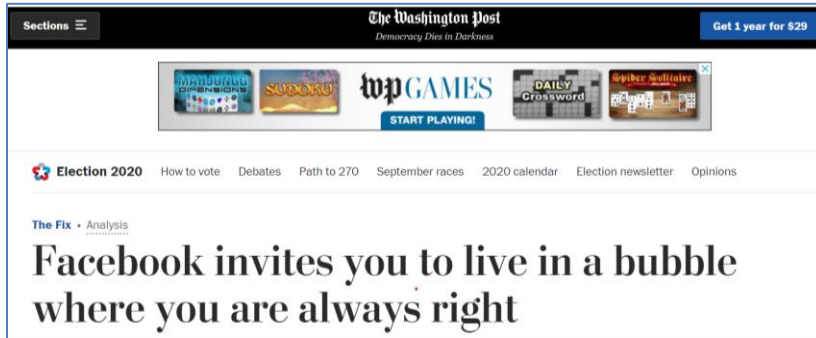 Sections
The Washington Post
Democracy Dies in Darkness
Get 1 year for $29
MAHJONGG
DIMENSIONS
SUDOKU
wp GAMES
START PLAYING!
DAILY
Crossword
Spider Solitaire
Election 2020 How to vote Debates Path to 270 September races 2020 calendar Election newsletter Opinions
The Fix • Analysis
Facebook invites you to live in a bubble
where you are always right